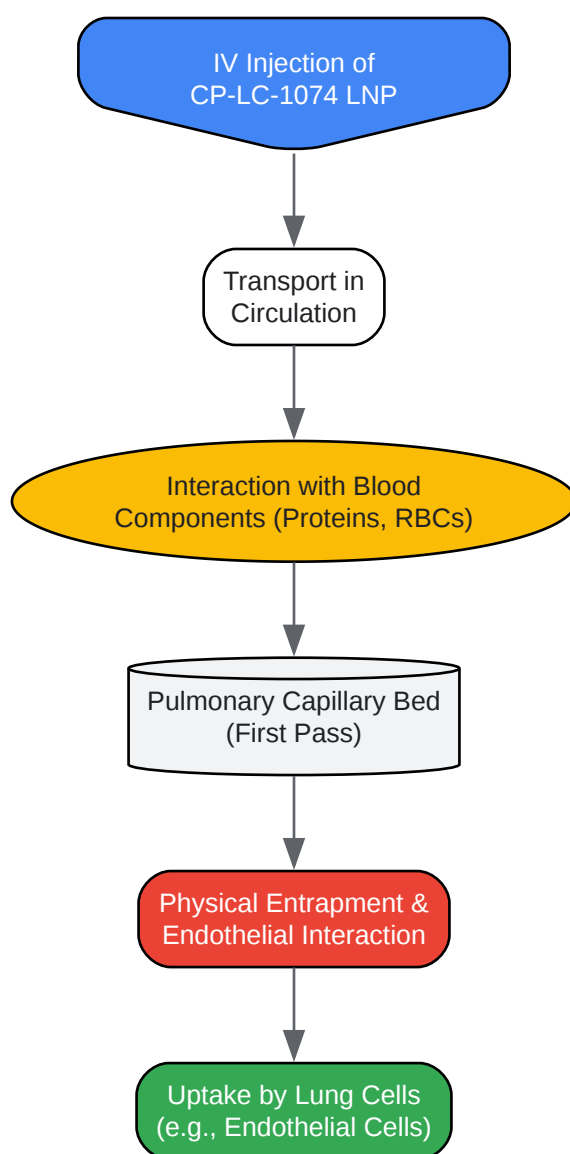 IV Injection of
CP-LC-1074 LNP
Transport in
Circulation
Interaction with Blood
Components (Proteins, RBCs)
Pulmonary Capillary Bed
(First Pass)
Physical Entrapment &
Endothelial Interaction
Uptake by Lung Cells
(e.g., Endothelial Cells)